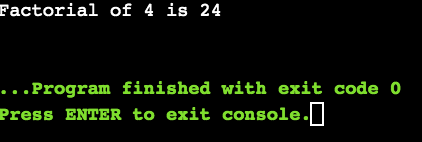 Factorial of 4 is 24
...Program finished with exit code 0
Press ENTER to exit console.